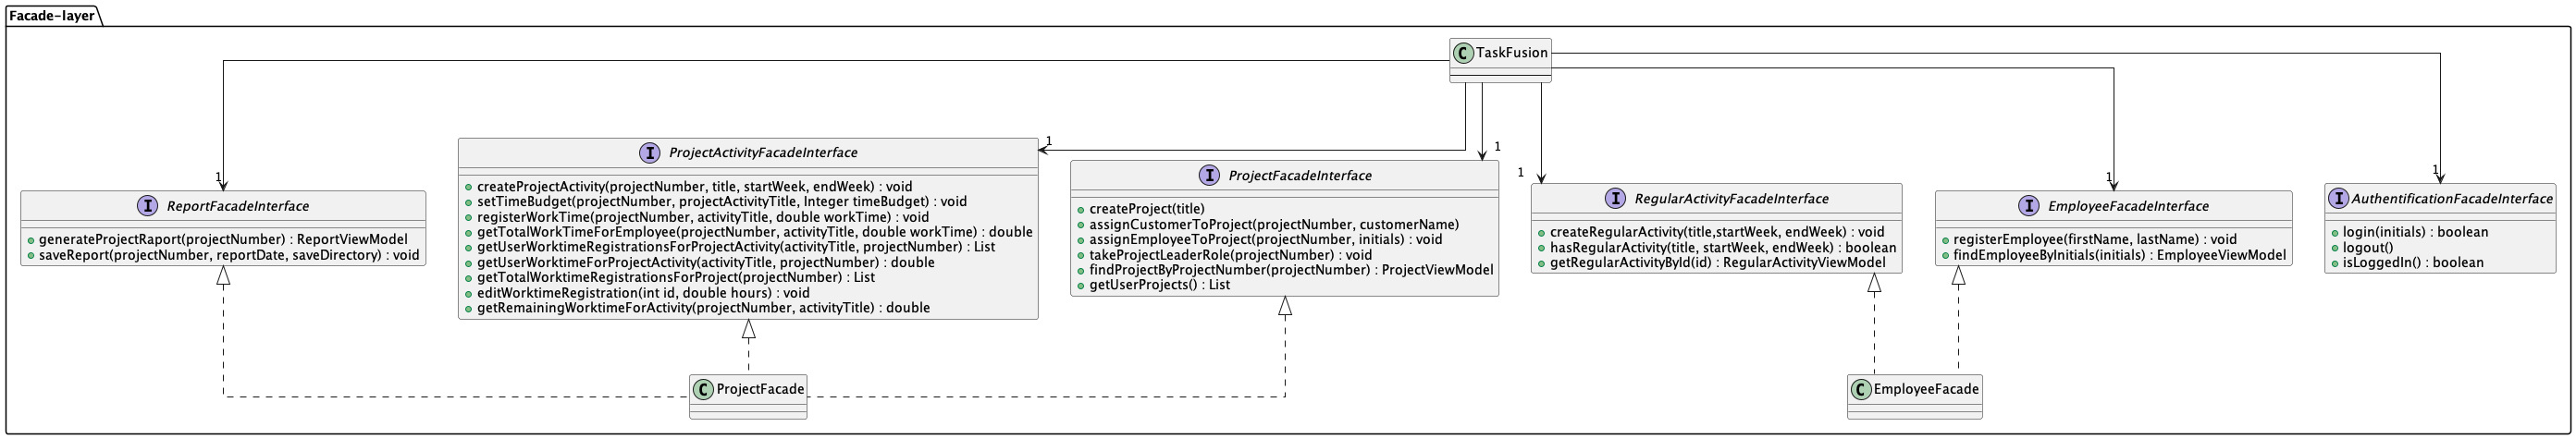 Facade-layer
C TaskFusion
1
1
1
1
1
1
I ReportFacadeInterface
generateProjectRaport(projectNumber) : ReportViewModel
saveReport(projectNumber, reportDate, saveDirectory) : void
I ProjectActivityFacadeInterface
createProjectActivity(projectNumber, title, startWeek, endWeek) : void
setTimeBudget(projectNumber, projectActivityTitle, Integer timeBudget) : void
registerWorkTime(projectNumber, activityTitle, double workTime) : void
getTotalWorkTimeForEmployee(projectNumber, activityTitle, double workTime) : double
getUserWorktimeRegistrationsForProjectActivity(activityTitle, projectNumber) : List
getUserWorktimeForProjectActivity(activityTitle, projectNumber) : double
getTotalWorktimeRegistrationsForProject(projectNumber) : List
editWorktimeRegistration(int id, double hours) : void
getRemainingWorktimeForActivity(projectNumber, activityTitle) : double
I ProjectFacadeInterface
createProject(title)
assignCustomerToProject(projectNumber, customerName)
assignEmployeeToProject(projectNumber, initials) : void
takeProjectLeaderRole(projectNumber) : void
findProjectByProjectNumber(projectNumber) : ProjectViewModel
getUserProjects() : List
I RegularActivityFacadeInterface
createRegularActivity(title,startWeek, endWeek) : void
hasRegularActivity(title, startWeek, endWeek) : boolean
getRegularActivityById(id) : RegularActivityViewModel
I EmployeeFacadeInterface
registerEmployee(firstName, lastName) : void
findEmployeeByInitials(initials) : EmployeeViewModel
I AuthentificationFacadeInterface
login(initials) : boolean
logout()
isLoggedIn() : boolean
C ProjectFacade
C EmployeeFacade